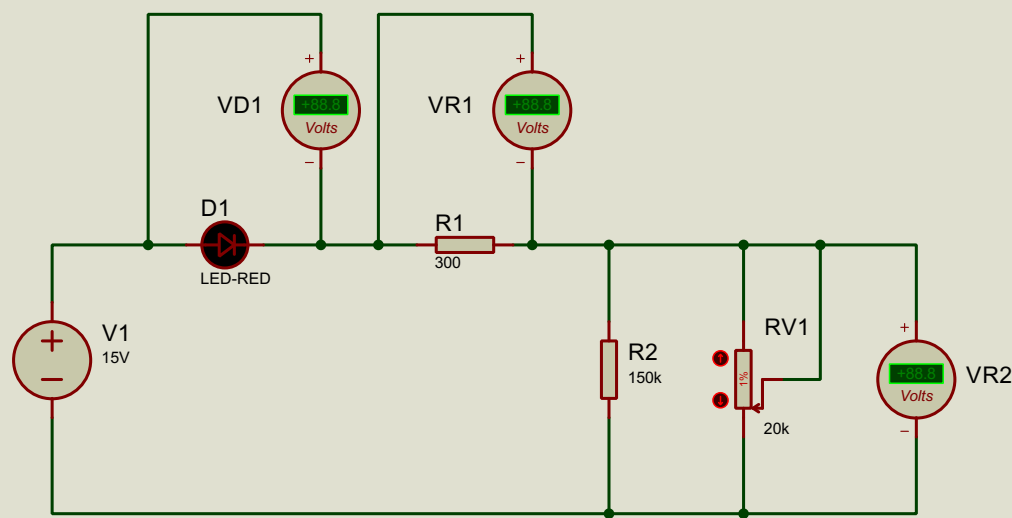 +
VD1
+88.8
Volts
−
+
VR1
+88.8
Volts
−
D1
LED-RED
R1
300
V1
15V
R2
150k
RV1
1%
20k
+
+88.8
Volts
−
VR2